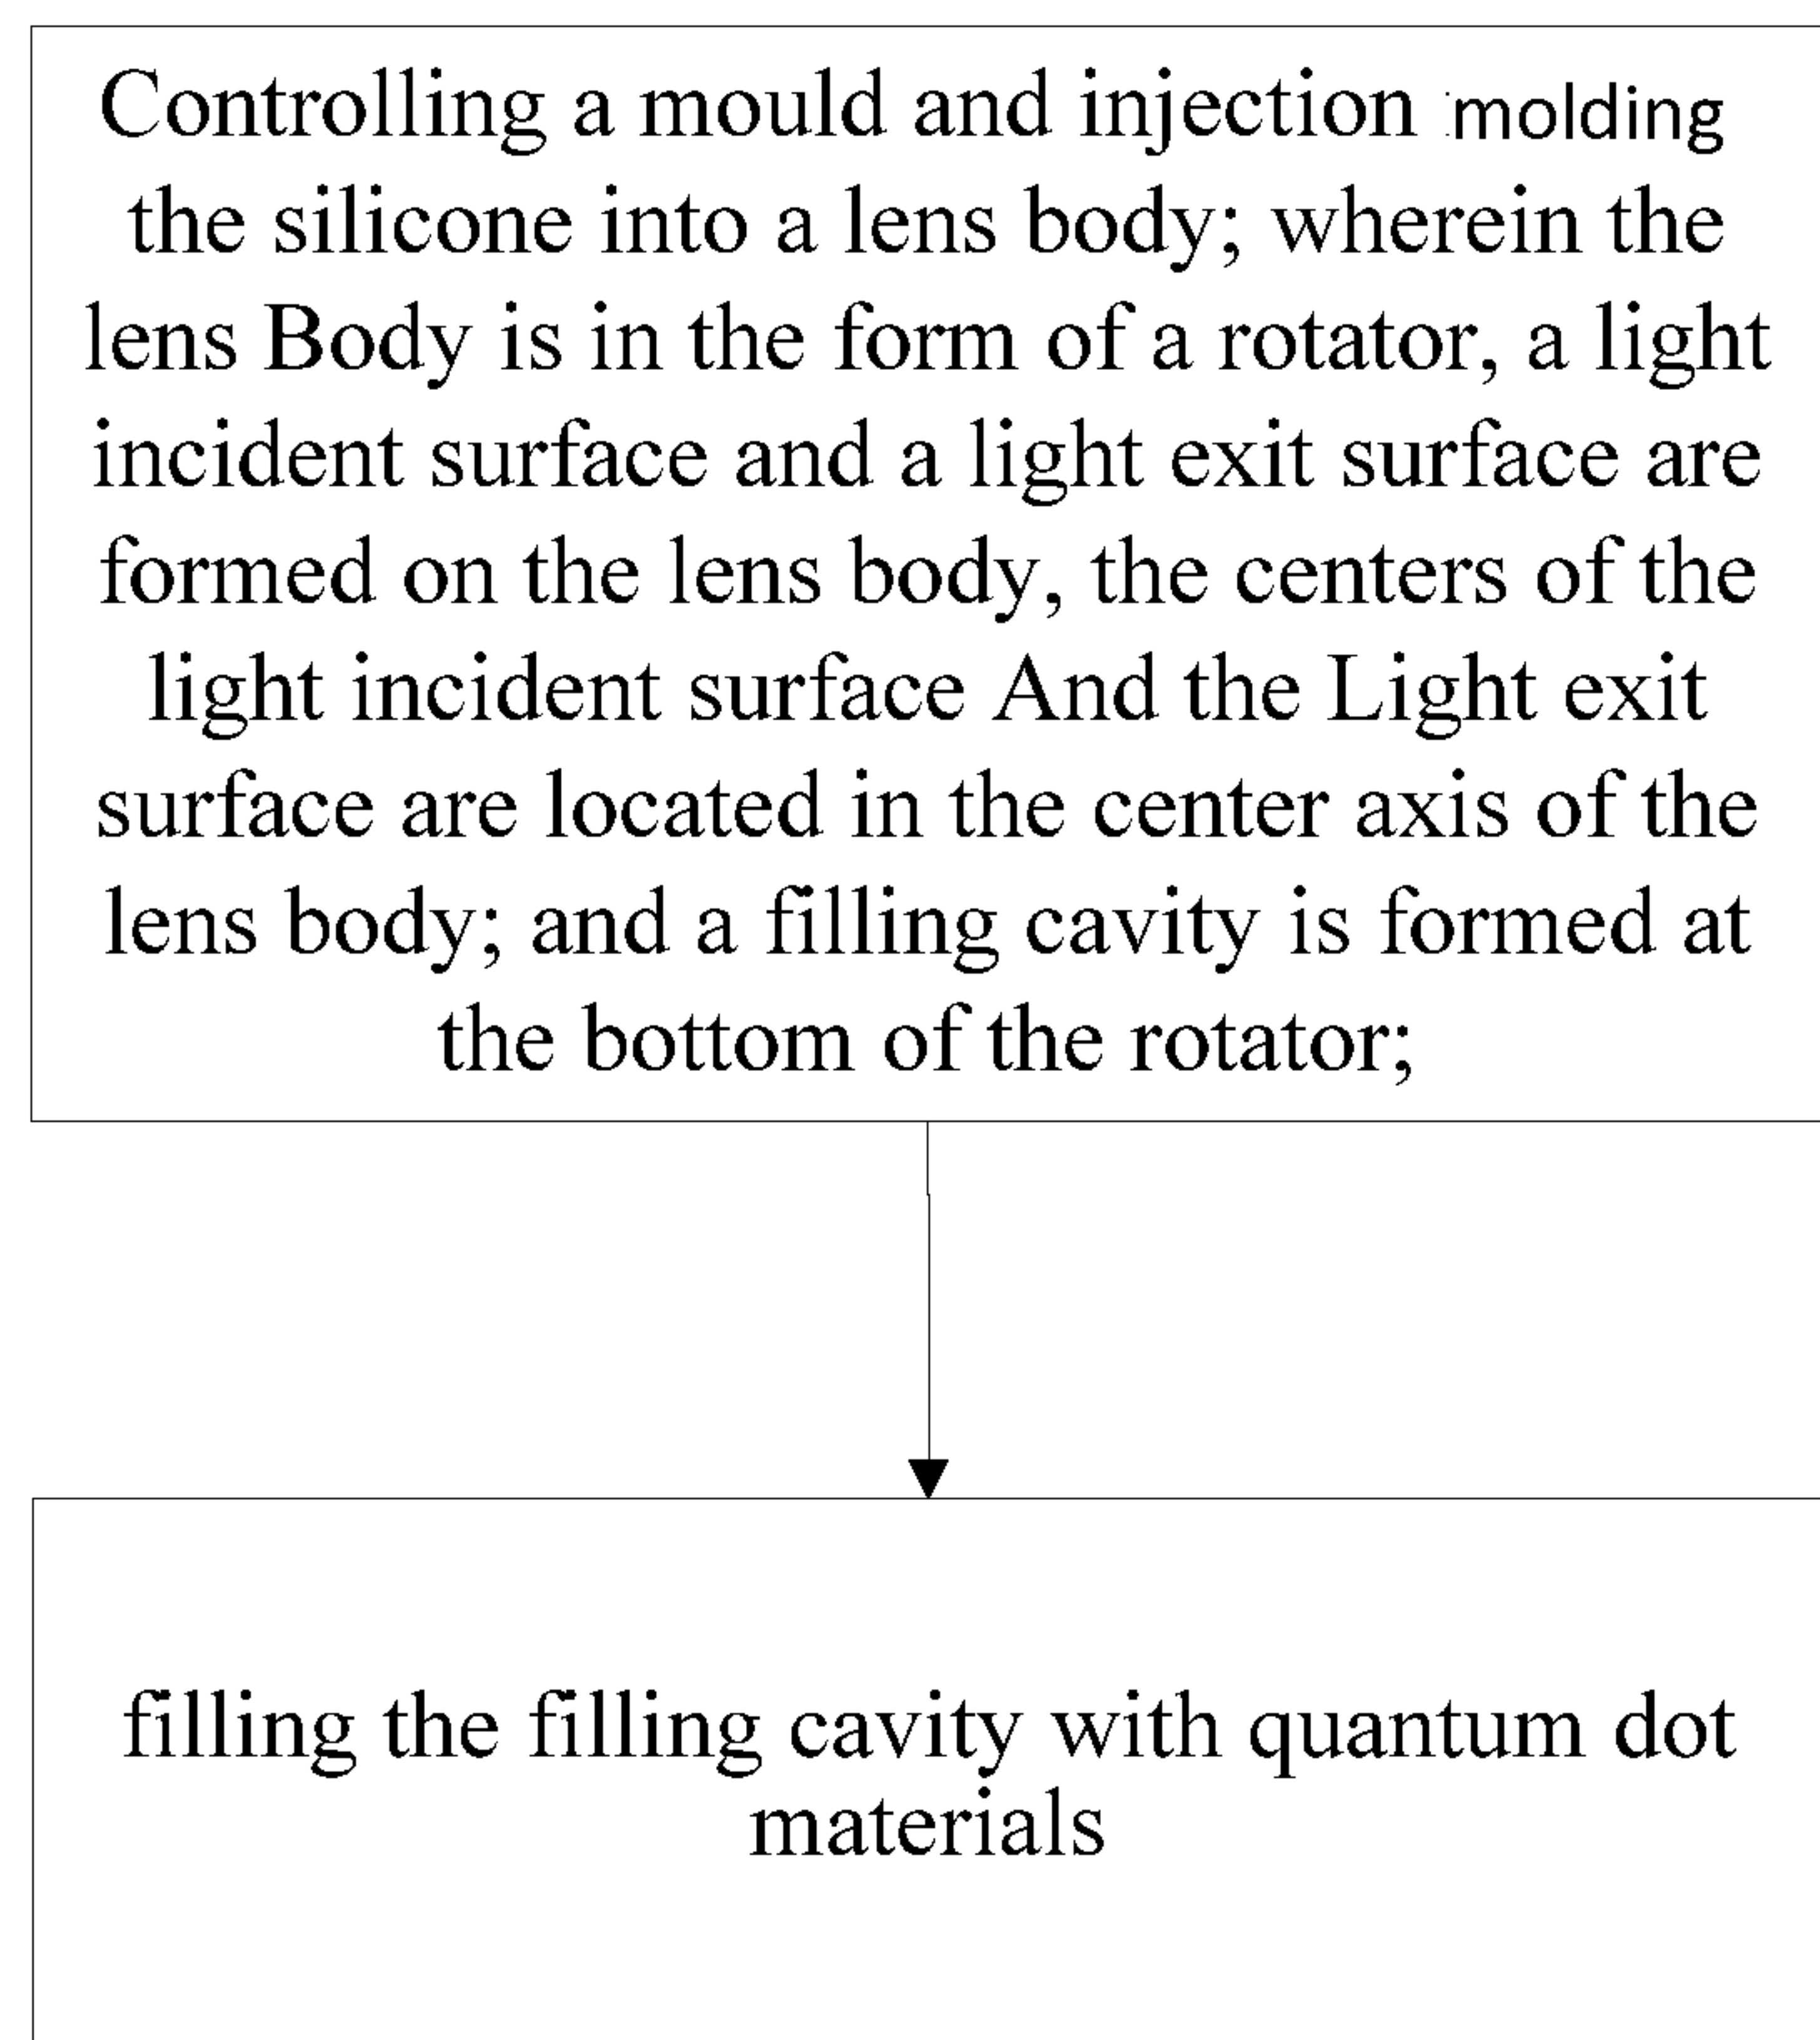 Controlling a mould and injection molding
the silicone into a lens body; wherein the
lens Body is in the form of a rotator, a light
incident surface and a light exit surface are
formed on the lens body, the centers of the
light incident surface And the Light exit
surface are located in the center axis of the
lens body; and a filling cavity is formed at
the bottom of the rotator;
filling the filling cavity with quantum dot
materials